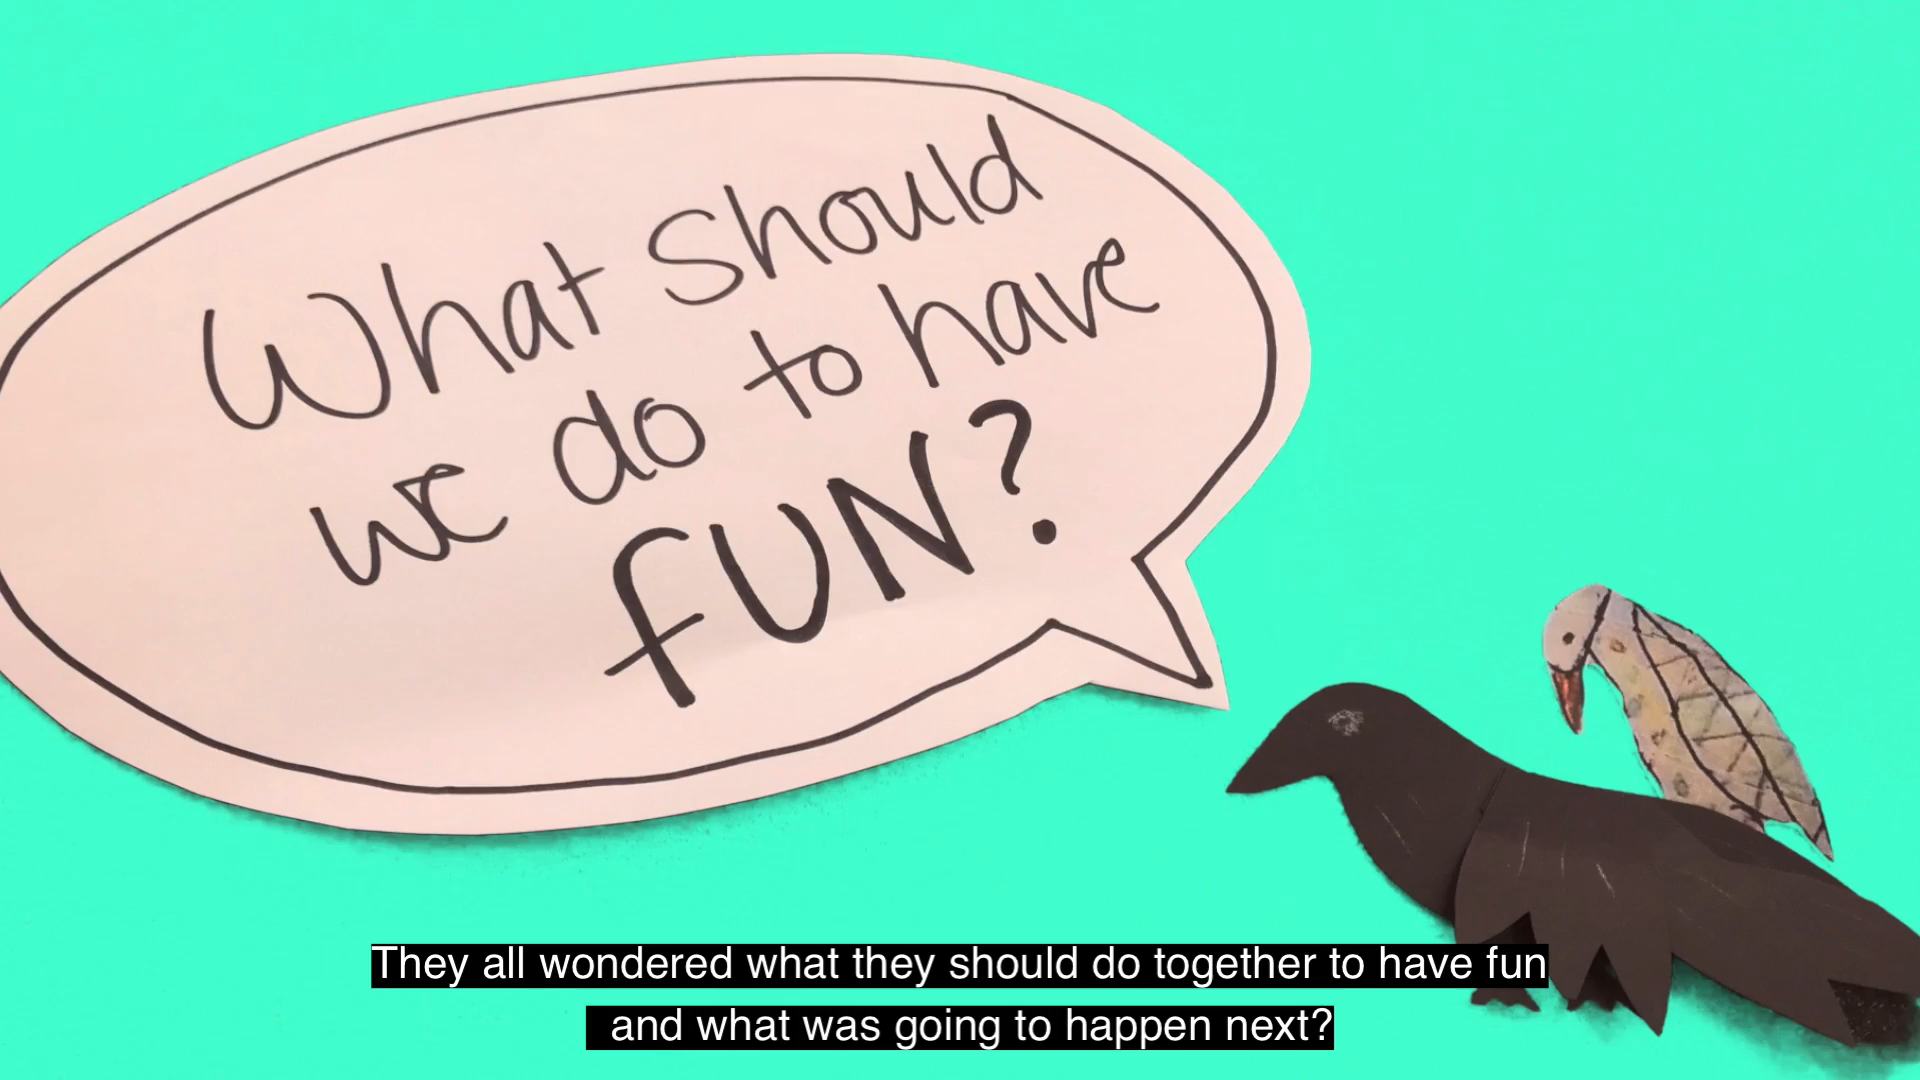 What Should
we do to have
FUN?
They all wondered what they should do together to have fun
and what was going to happen next?